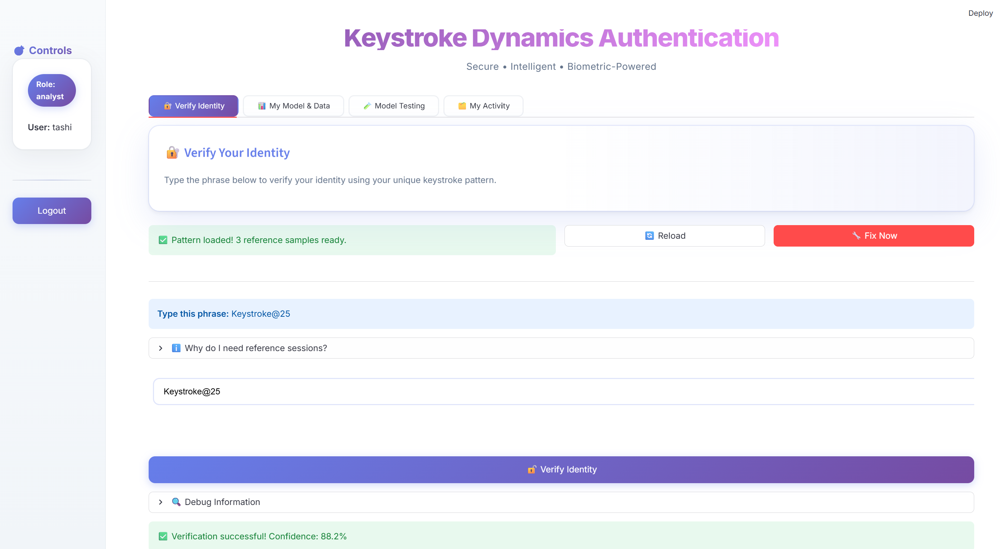 Deploy
Controls
Role:
analyst
User: tashi
Logout
Keystroke Dynamics Authentication
Secure • Intelligent • Biometric-Powered
Verify Identity
My Model & Data
Model Testing
My Activity
Verify Your Identity
Type the phrase below to verify your identity using your unique keystroke pattern.
Pattern loaded! 3 reference samples ready.
Reload
Fix Now
Type this phrase: Keystroke@25
Why do I need reference sessions?
Keystroke@25
Verify Identity
Debug Information
Verification successful! Confidence: 88.2%